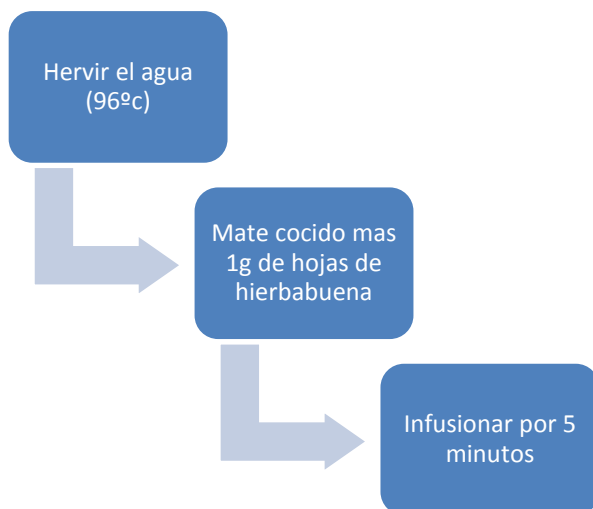 Hervir el agua
(96ºc)
Mate cocido mas
1g de hojas de
hierbabuena
Infusionar por 5
minutos